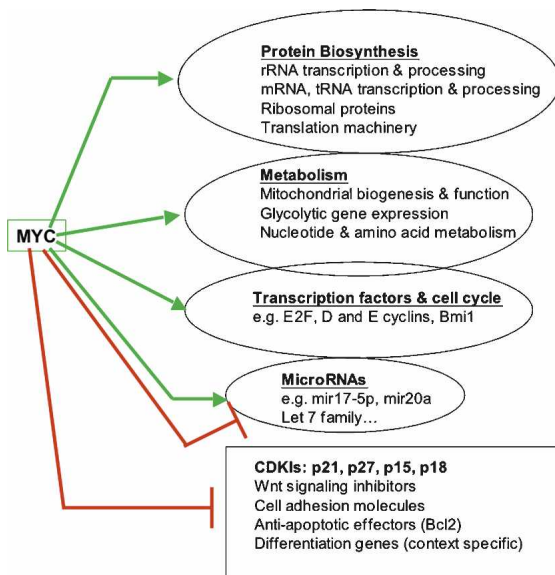 Protein Biosynthesis
rRNA transcription & processing
mRNA, tRNA transcription & processing
Ribosomal proteins
Translation machinery
Metabolism
Mitochondrial biogenesis & function
Glycolytic gene expression
Nucleotide & amino acid metabolism
MYC
Transcription factors & cell cycle
e.g. E2F, D and E cyclins, Bmi1
MicroRNAs
e.g. mir17-5p, mir20a
Let 7 family...
CDKIs: p21, p27, p15, p18
Wnt signaling inhibitors
Cell adhesion molecules
Anti-apoptotic effectors (Bcl2)
Differentiation genes (context specific)